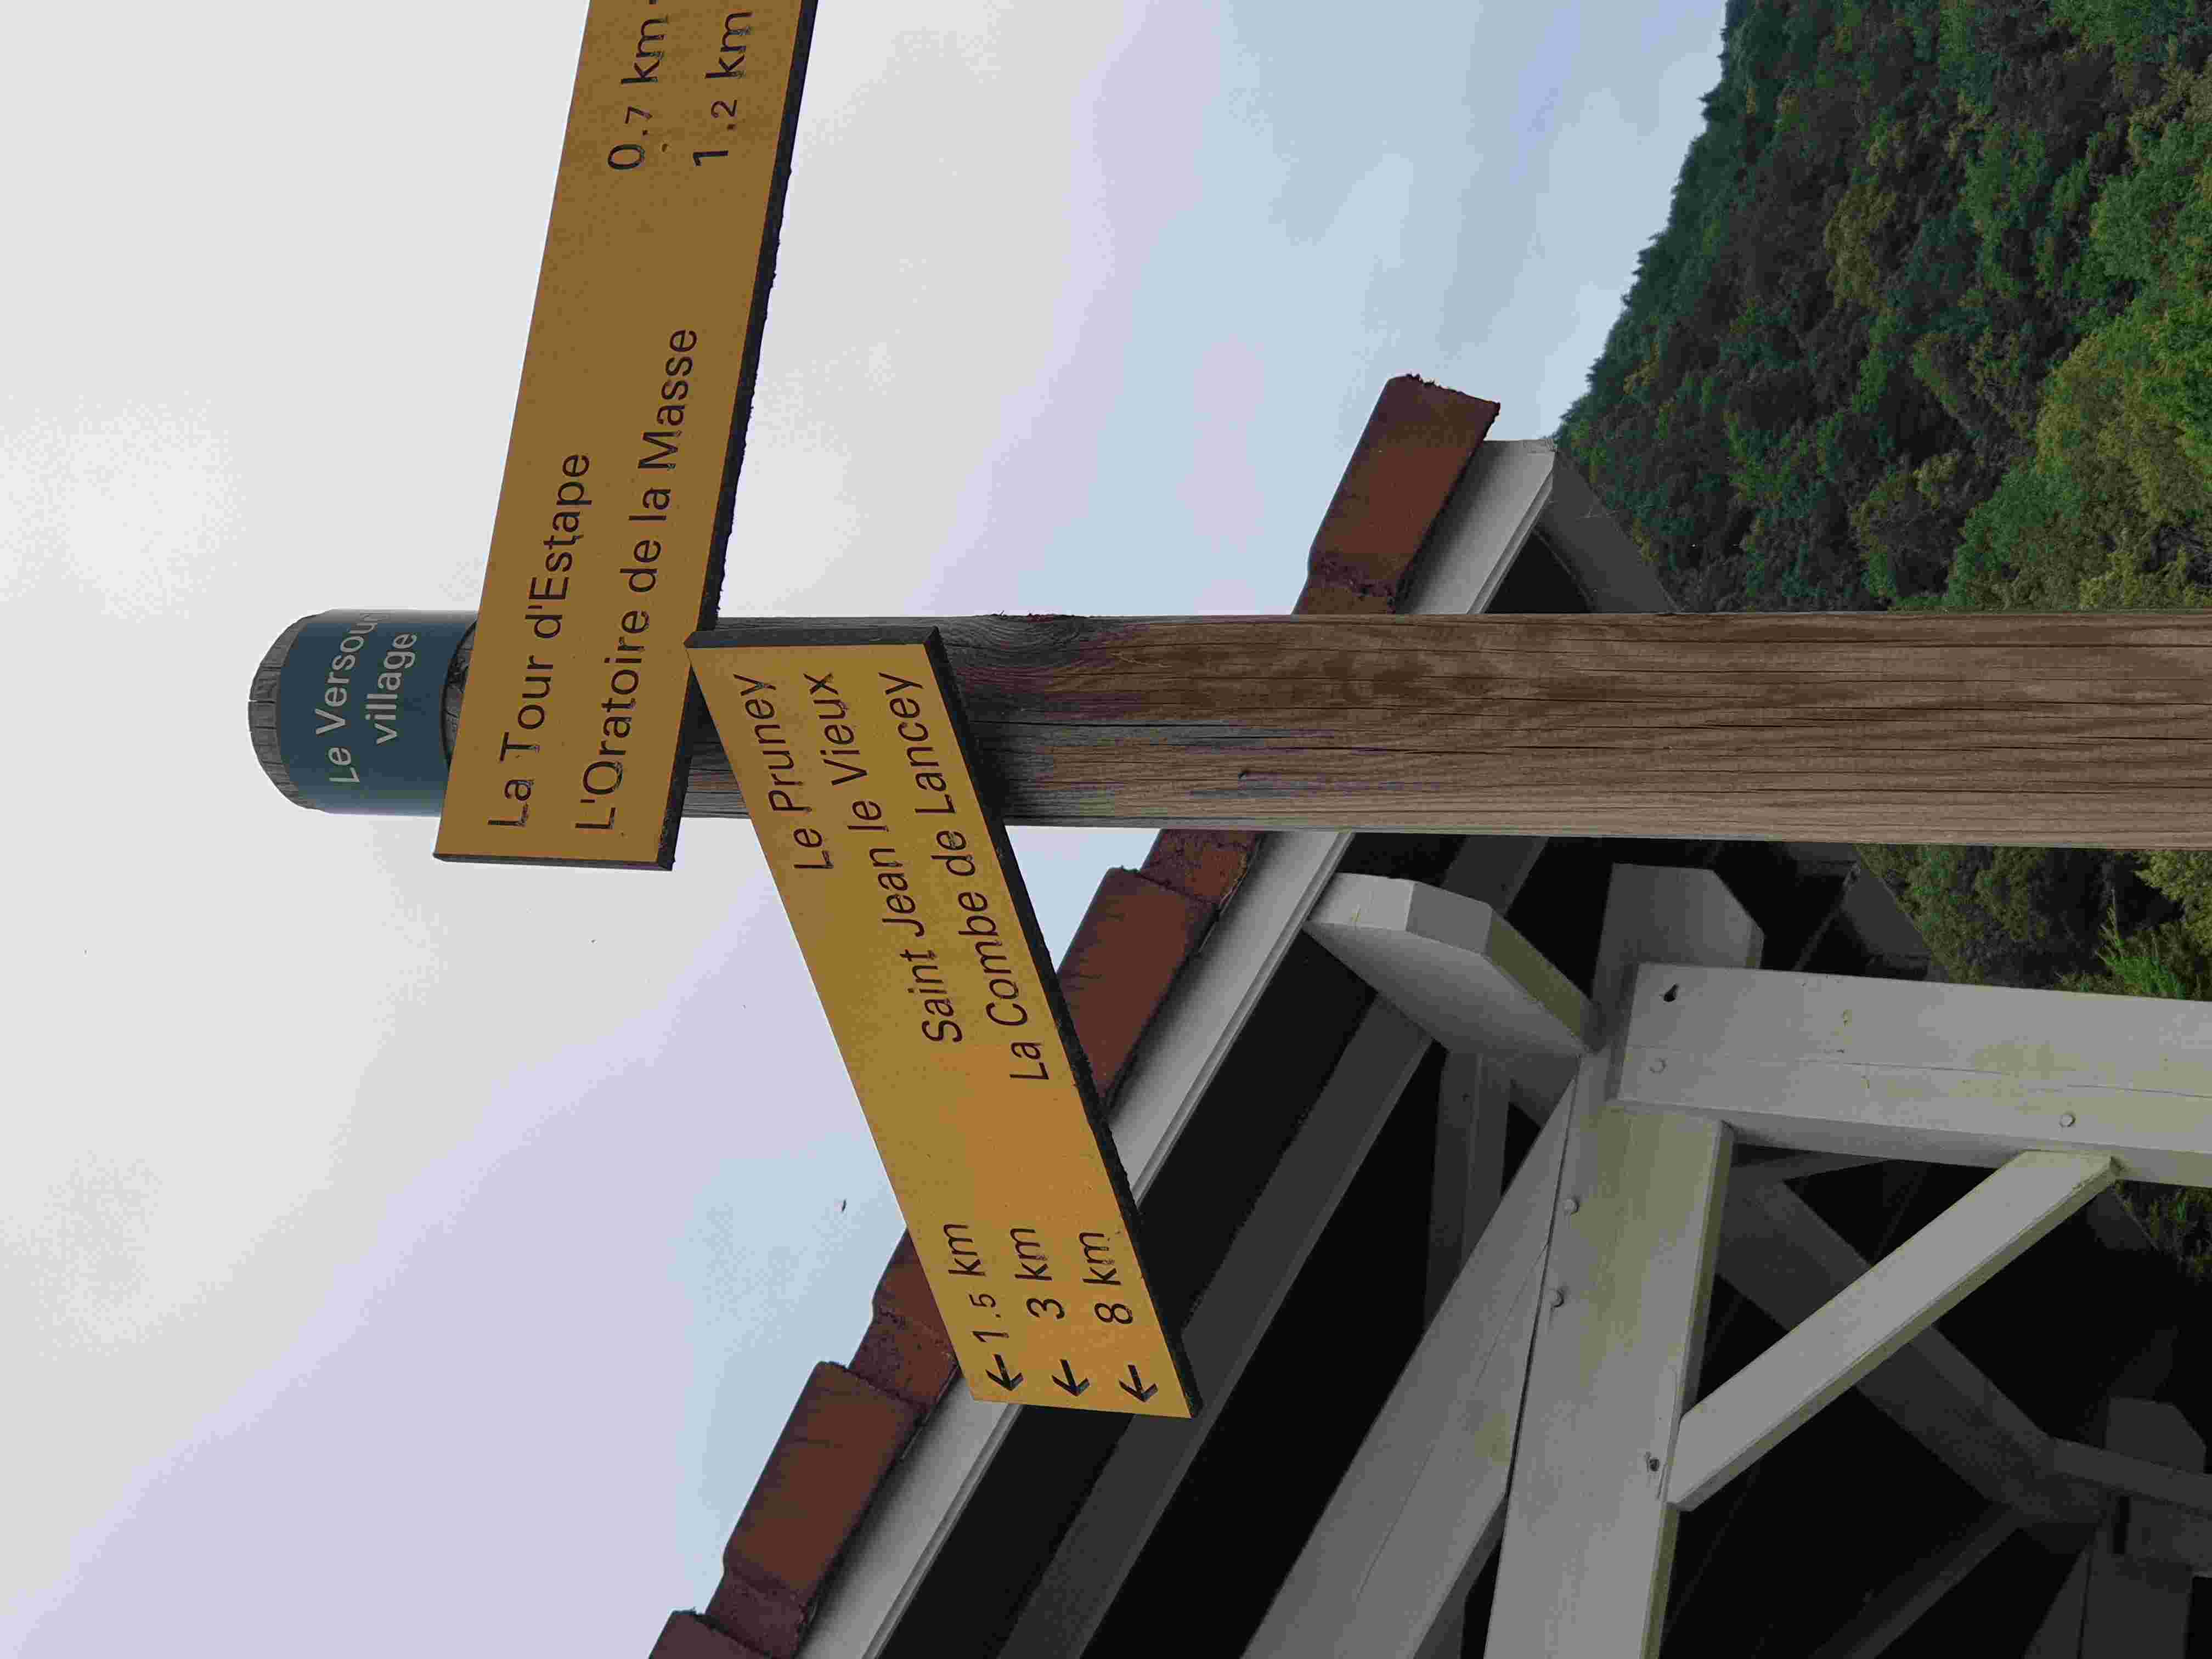 Le Versoud
village
La Tour d'Estape 0.7 km
L'Oratoire de la Masse 1.2 km
Le Pruney
Saint Jean le Vieux
La Combe de Lancey
←1.5 km
← 3 km
← 8 km